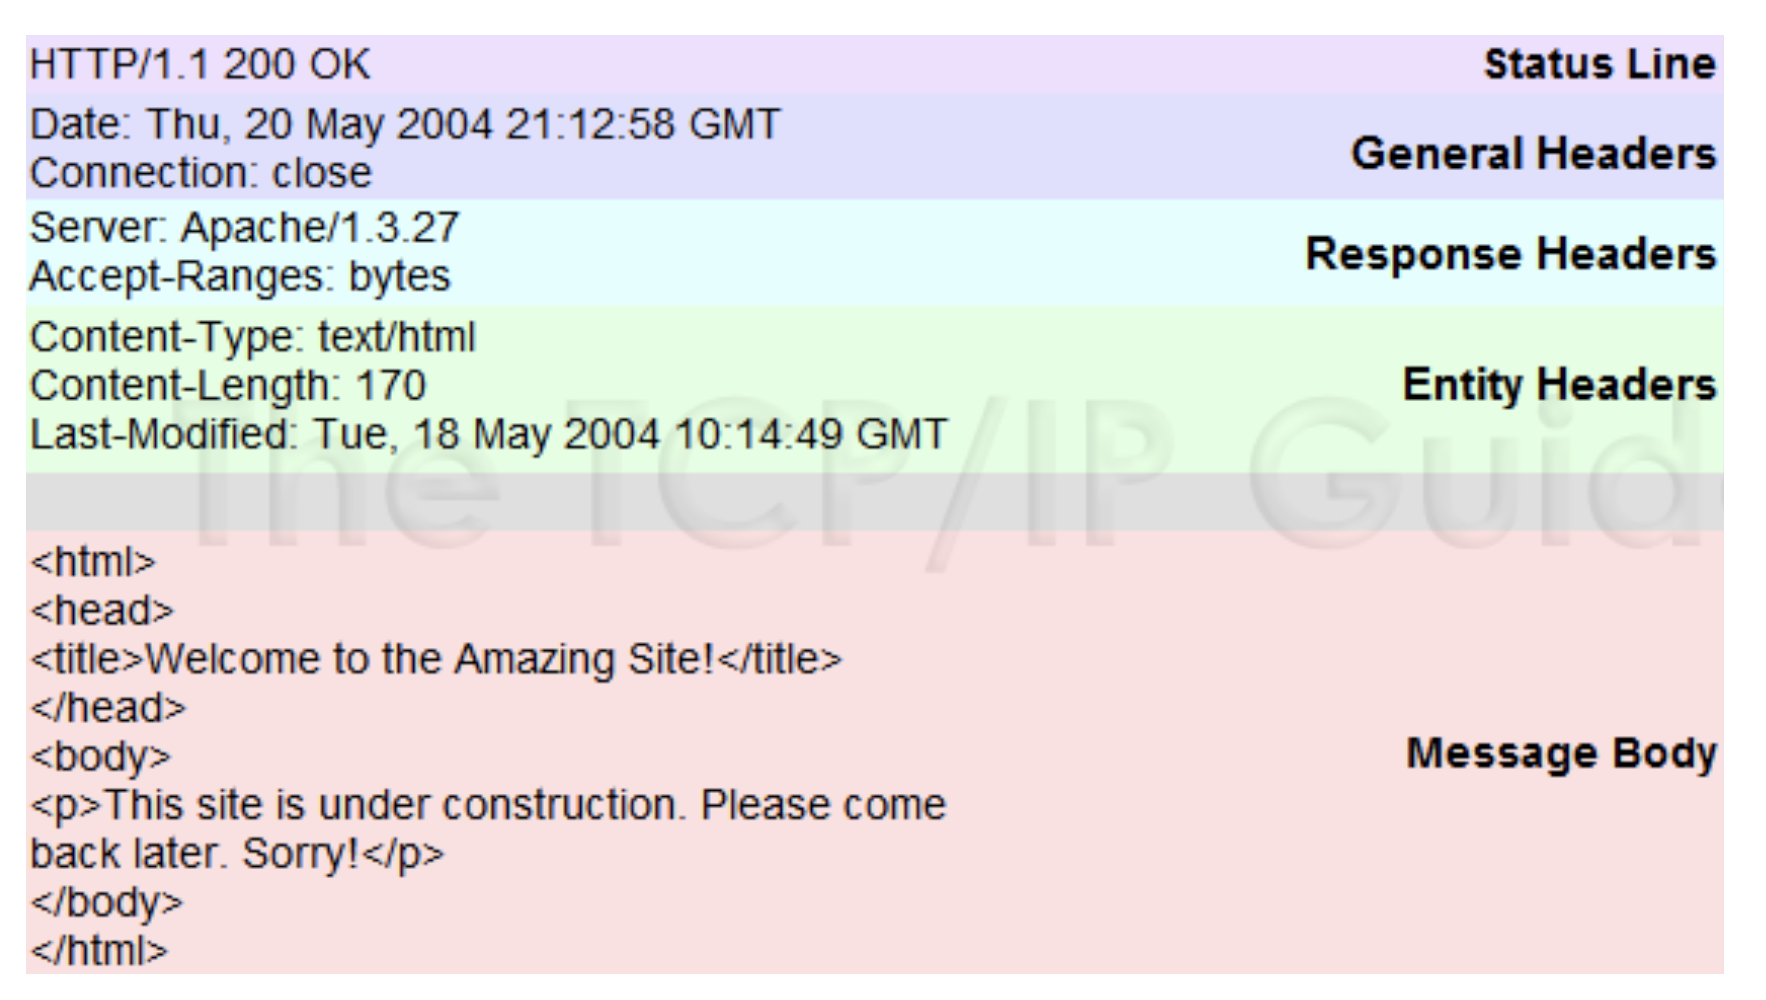 HTTP/1.1 200 OK Status Line
Date: Thu, 20 May 2004 21:12:58 GMT
Connection: close
General Headers
Server: Apache/1.3.27
Accept-Ranges: bytes
Response Headers
Content-Type: text/html
Content-Length: 170
Last-Modified: Tue, 18 May 2004 10:14:49 GMT
Entity Headers
The TCP/IP Guid
<html>
<head>
<title>Welcome to the Amazing Site!</title>
</head>
<body>
<p>This site is under construction. Please come
back later. Sorry!</p>
</body>
</html>
Message Body